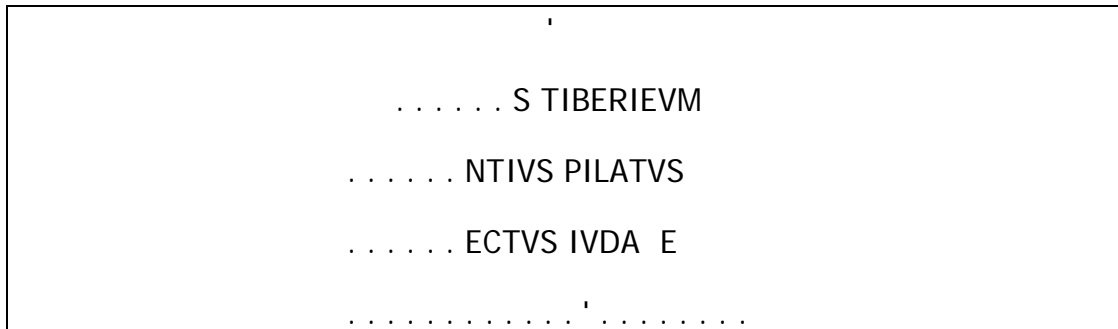 '
. . . . . . S TIBERIEVM
. . . . . . NTIVS PILATVS
. . . . . . ECTVS IVDA E
. . . . . . . . . . . . ' . . . . . . . .